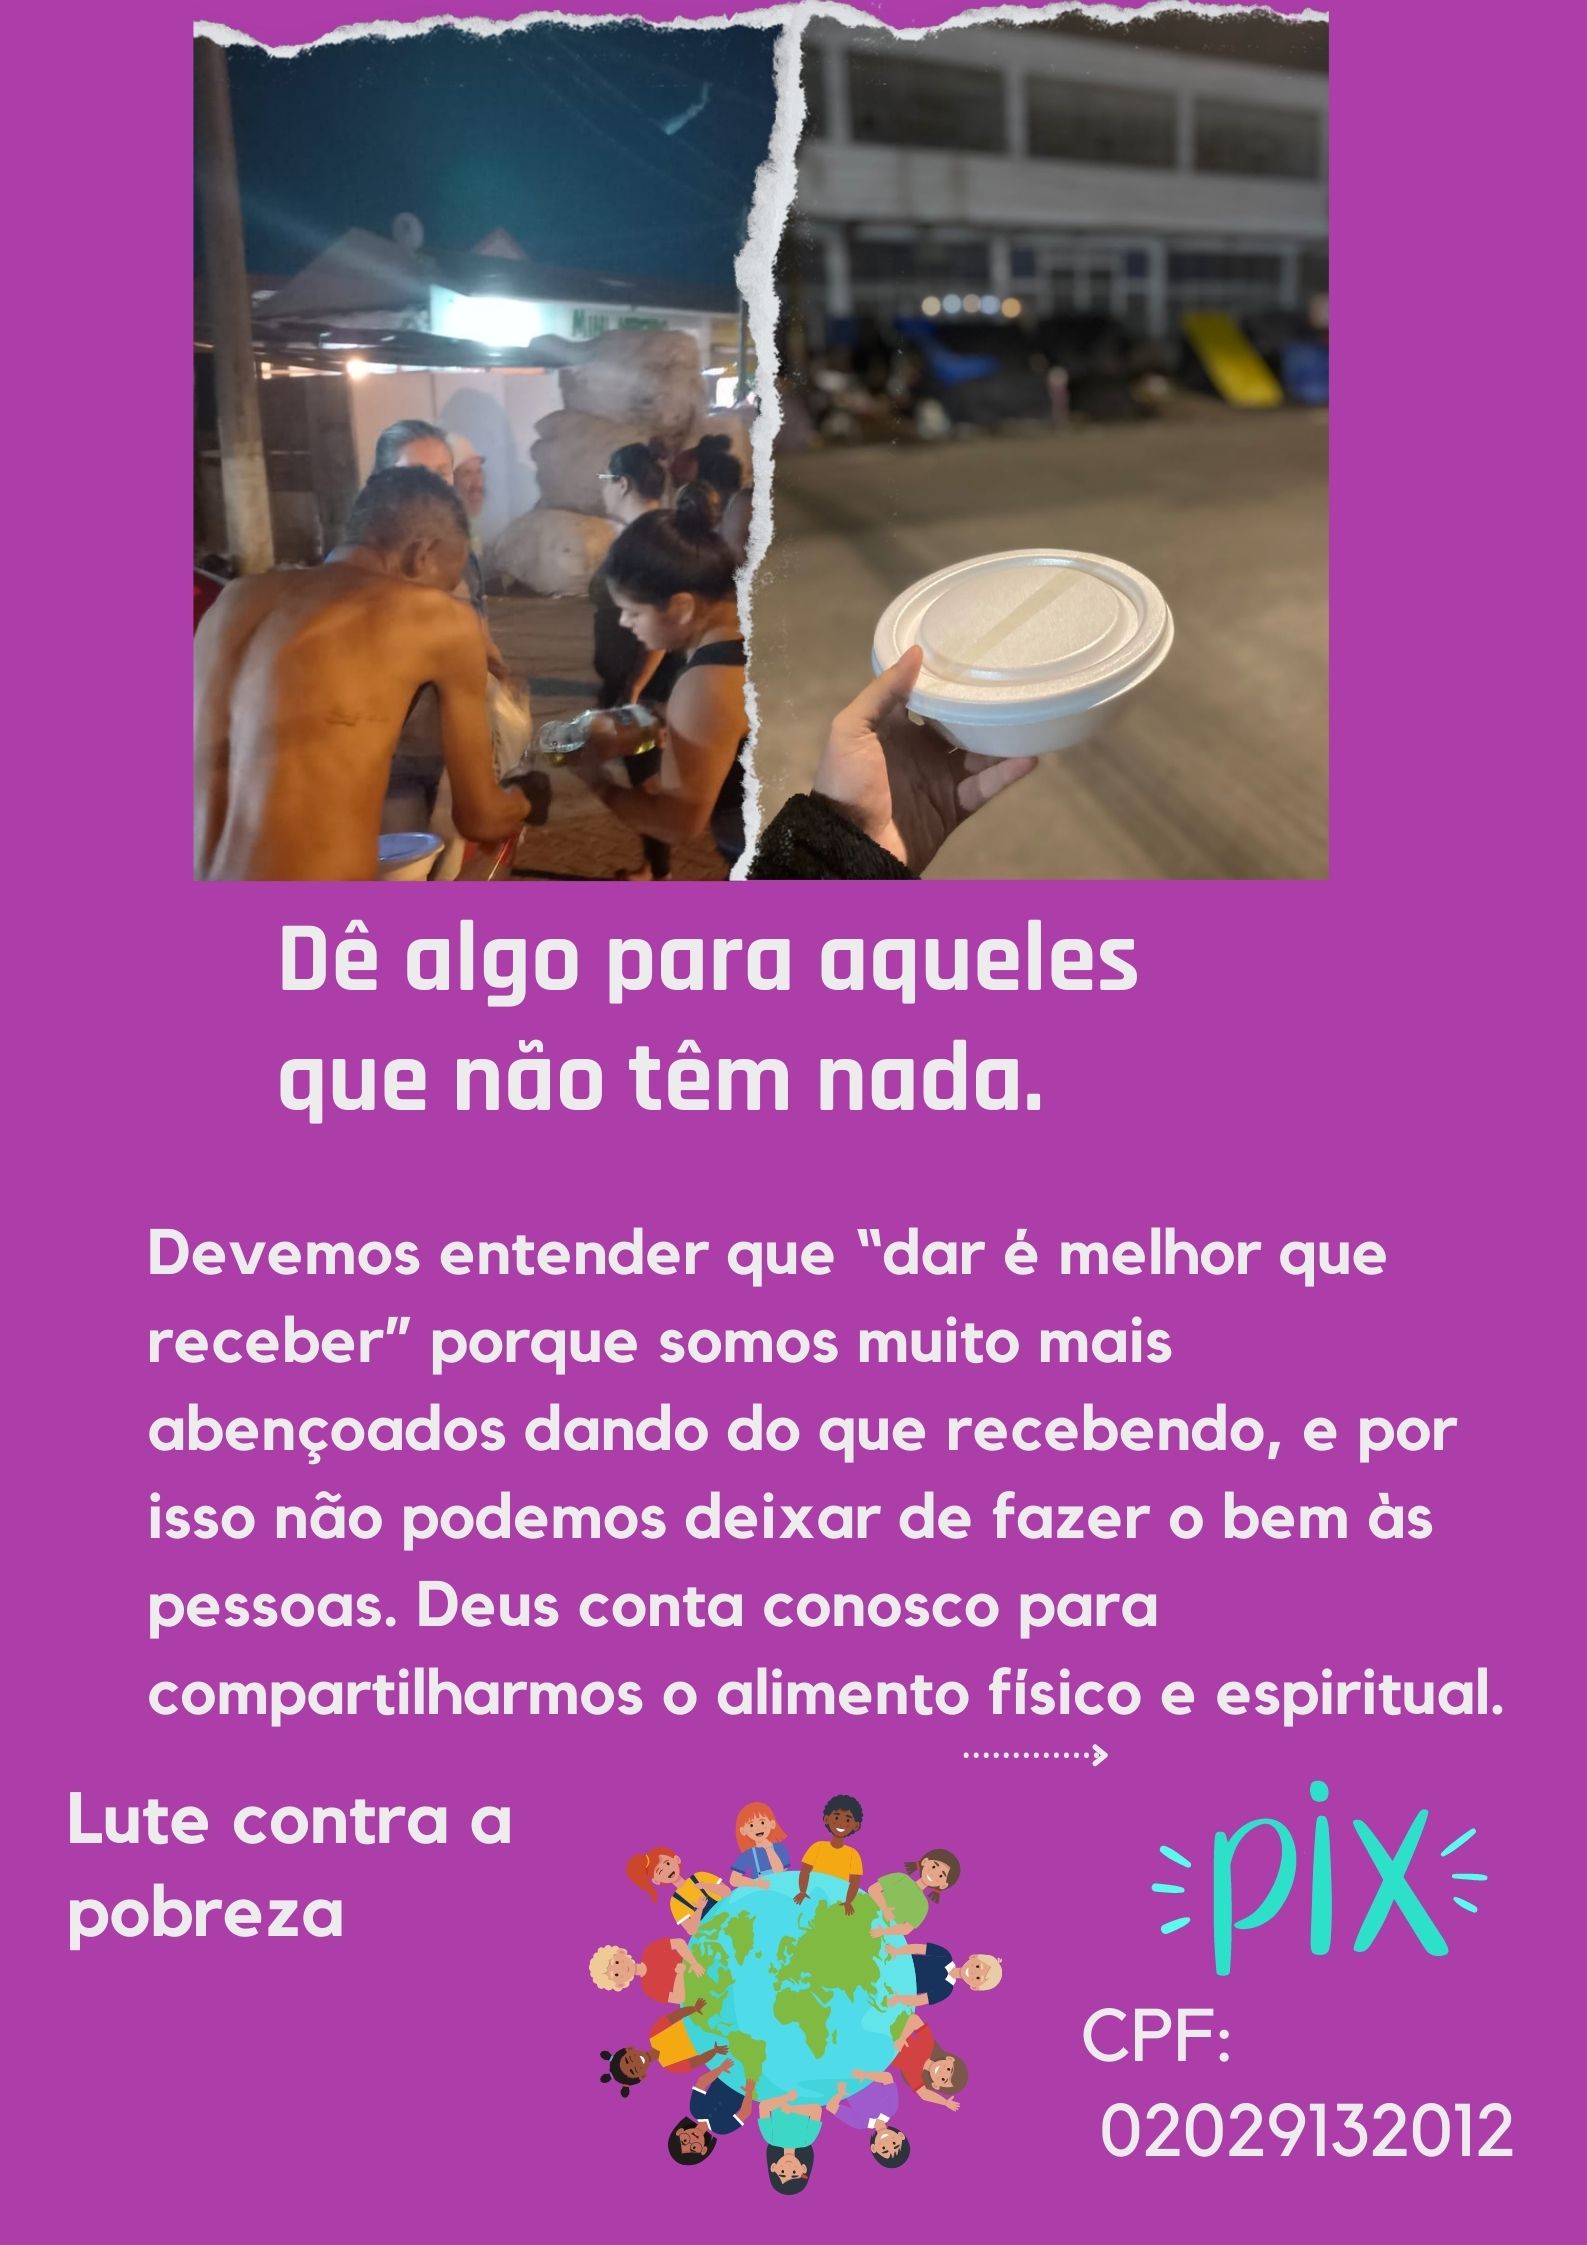 Dê algo para aqueles
que não têm nada.
Devemos entender que “dar é melhor que
receber” porque somos muito mais
abençoados dando do que recebendo, e por
isso não podemos deixar de fazer o bem às
pessoas. Deus conta conosco para
compartilharmos o alimento físico e espiritual.
Lute contra a
pobreza
pix
CPF:
02029132012